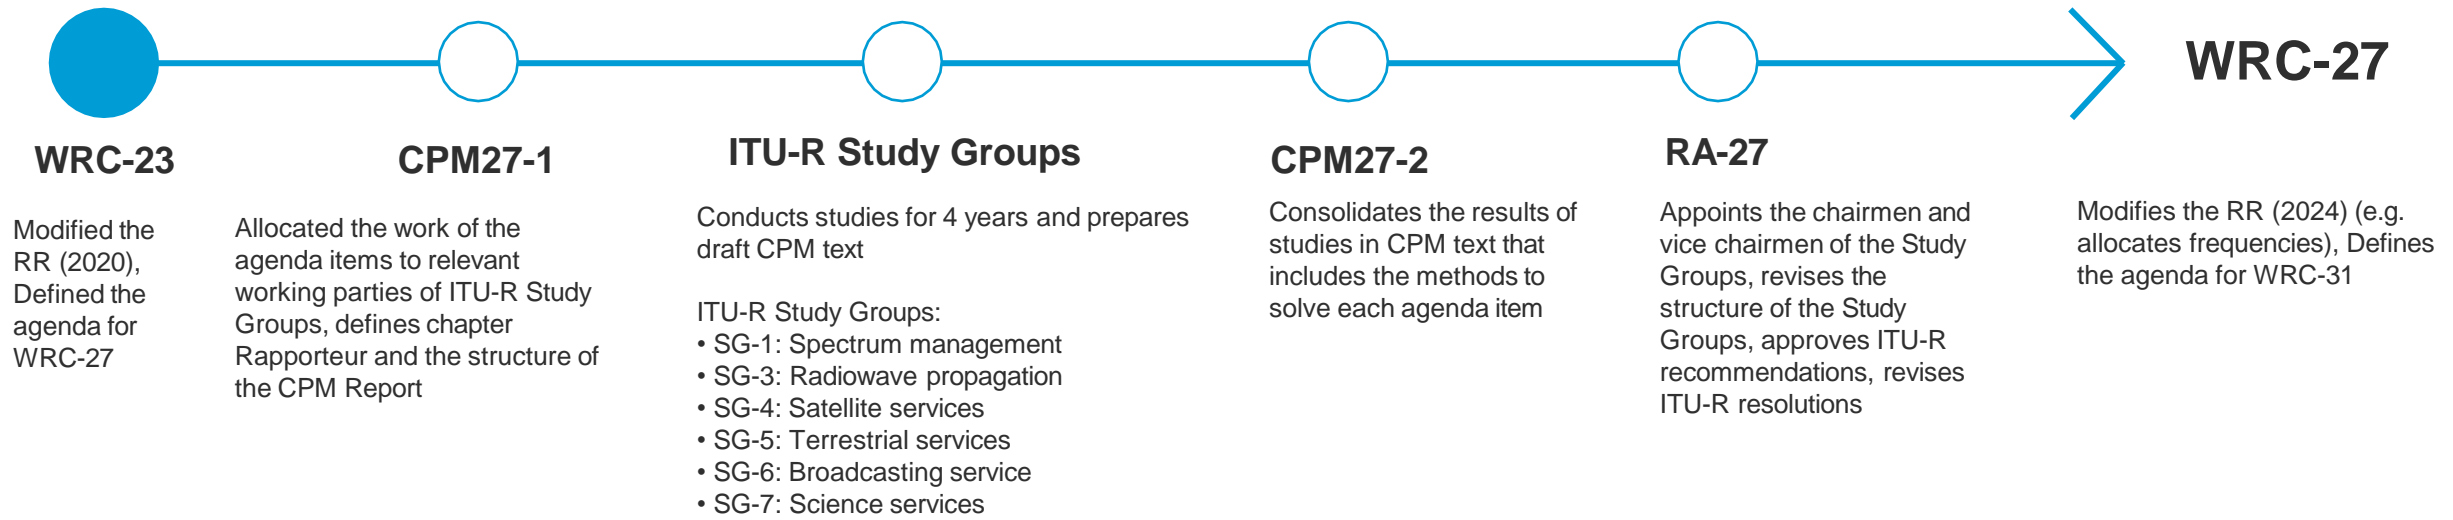 WRC-23
Modified the
RR (2020),
Defined the
agenda for
WRC-27
CPM27-1
Allocated the work of the
agenda items to relevant
working parties of ITU-R Study
Groups, defines chapter
Rapporteur and the structure of
the CPM Report
ITU-R Study Groups
Conducts studies for 4 years and prepares
draft CPM text
ITU-R Study Groups:
• SG-1: Spectrum management
• SG-3: Radiowave propagation
• SG-4: Satellite services
• SG-5: Terrestrial services
• SG-6: Broadcasting service
• SG-7: Science services
CPM27-2
Consolidates the results of
studies in CPM text that
includes the methods to
solve each agenda item
RA-27
Appoints the chairmen and
vice chairmen of the Study
Groups, revises the
structure of the Study
Groups, approves ITU-R
recommendations, revises
ITU-R resolutions
WRC-27
Modifies the RR (2024) (e.g.
allocates frequencies), Defines
the agenda for WRC-31